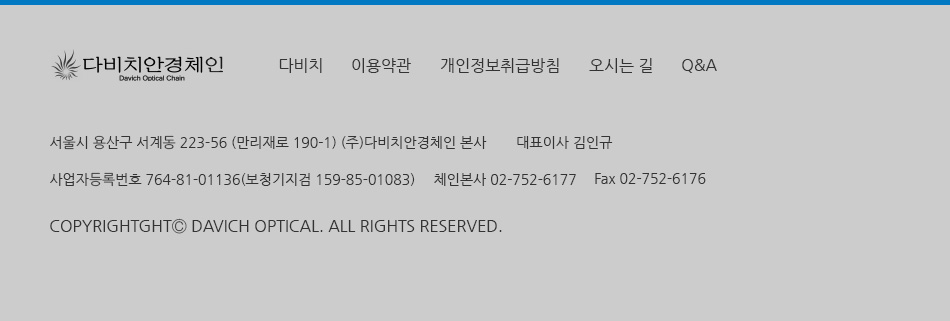 다비치안경체인
Davich Optical Chain
다비치 이용약관 개인정보취급방침 오시는 길 Q&A
서울시 용산구 서계동 223-56 (만리재로 190-1) (주)다비치안경체인 본사 대표이사 김인규
사업자등록번호 764-81-01136(보청기지검 159-85-01083) 체인본사 02-752-6177 Fax 02-752-6176
COPYRIGHTGHTⒸ DAVICH OPTICAL. ALL RIGHTS RESERVED.